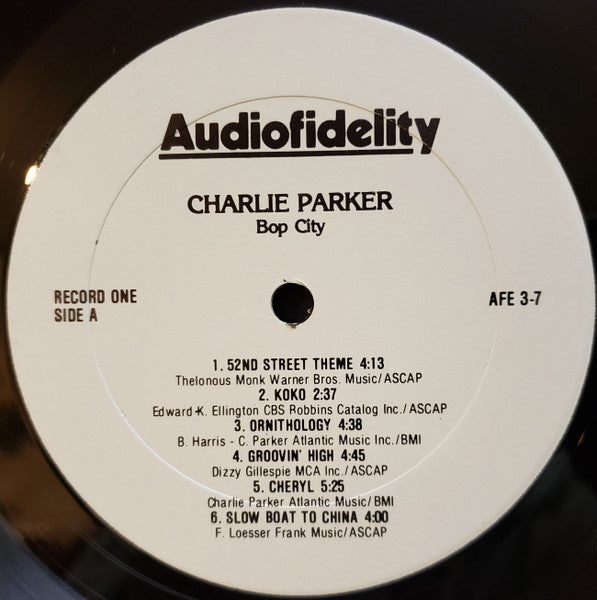 Audiofidelity
CHARLIE PARKER
Bop City
RECORD ONE
SIDE A
AFE 3-7
1. 52ND STREET THEME 4:13
Thelonous Monk Warner Bros. Music/ASCAP
2. KOKO 2:37
Edward K. Ellington CBS Robbins Catalog Inc./ASCAP
3. ORNITHOLOGY 4:38
B. Harris - C. Parker Atlantic Music Inc./BMI
4. GROOVIN' HIGH 4:45
Dizzy Gillespie MCA Inc./ASCAP
5. CHERYL 5:25
Charlie Parker Atlantic Music/BMI
6. SLOW BOAT TO CHINA 4:00
F. Loesser Frank Music/ASCAP